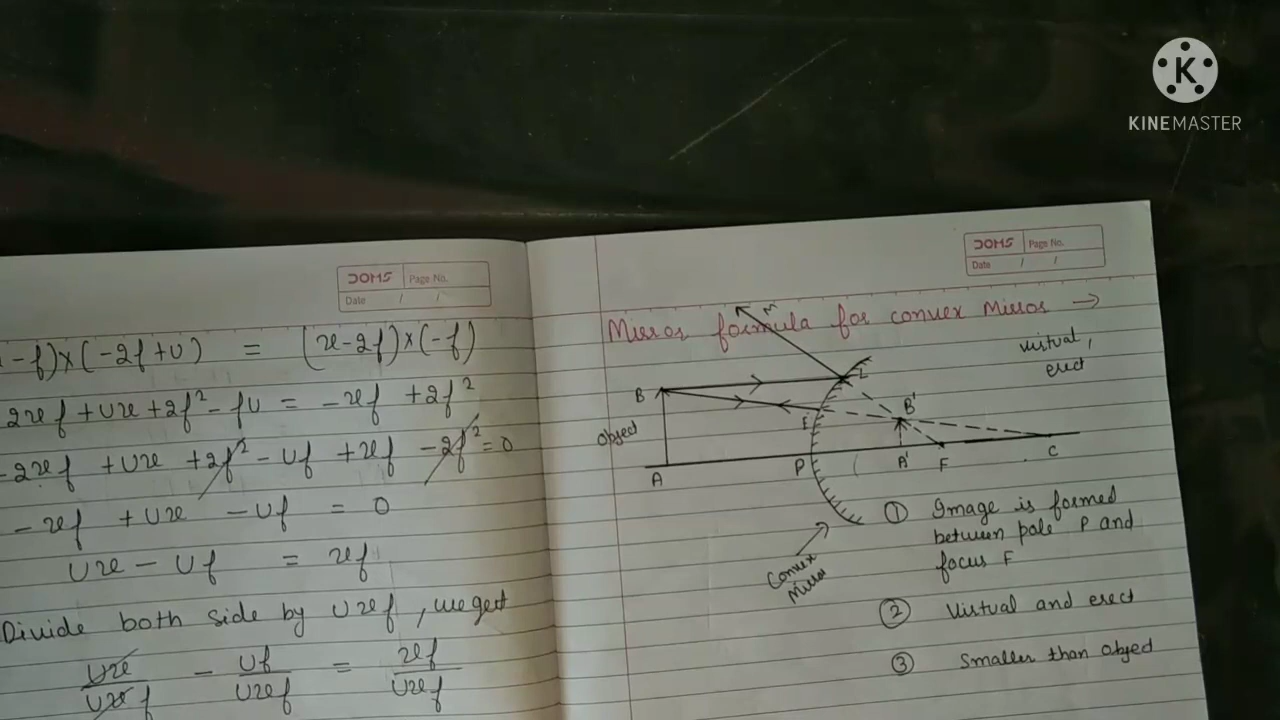 KINEMASTER
DOMS Page No.
Date / /
-f)×(-2f+u) = (x-2f)×(-f)
2xf + ux + 2f² - fu = -xf + 2f²
-2xf + ux + 2f² - uf + xf - 2f² = 0
-xf + ux - uf = 0
ux - uf = xf
Divide both side by uxf, we get
ux/uxf - uf/uxf = xf/uxf
DOMS Page No.
Date / /
Mirror formula for convex Mirror →
virtual,
erect
M
B
object
A
P
E
L
B'
A'
F
C
convex
mirror
① Image is formed
between pole P and
focus F
② Virtual and erect
③ Smaller than object